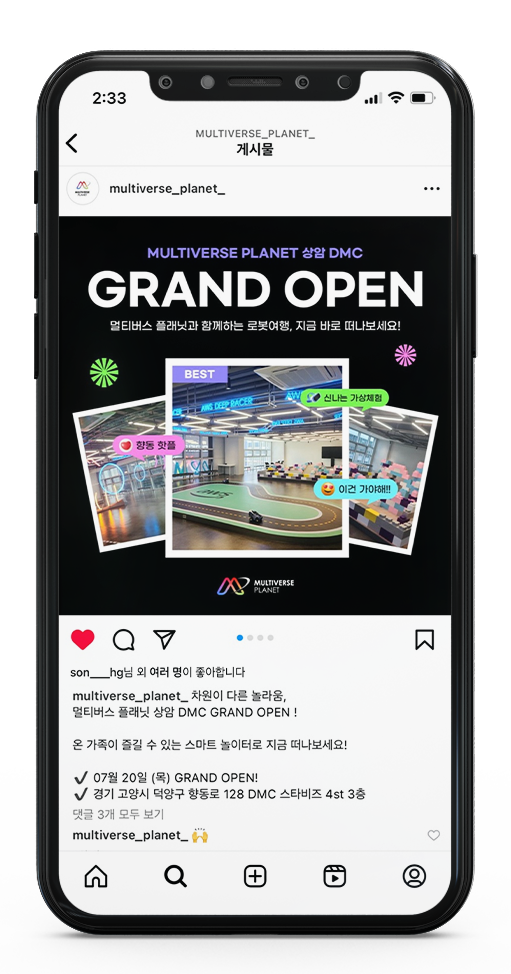 2:33
MULTIVERSE_PLANET_
게시물
multiverse_planet_
MULTIVERSE PLANET 상암 DMC
GRAND OPEN
멀티버스 플래닛과 함께하는 로봇여행, 지금 바로 떠나보세요!
BEST
AWS DEEP RACER
신나는 가상체험
향동 핫플
이건 가야해!!
MULTIVERSE
PLANET
son___hg님 외 여러 명이 좋아합니다
multiverse_planet_ 차원이 다른 놀라움,
멀티버스 플래닛 상암 DMC GRAND OPEN !
온 가족이 즐길 수 있는 스마트 놀이터로 지금 떠나보세요!
✔ 07월 20일 (목) GRAND OPEN!
✔ 경기 고양시 덕양구 향동로 128 DMC 스타비즈 4st 3층
댓글 3개 모두 보기
multiverse_planet_ 🙌